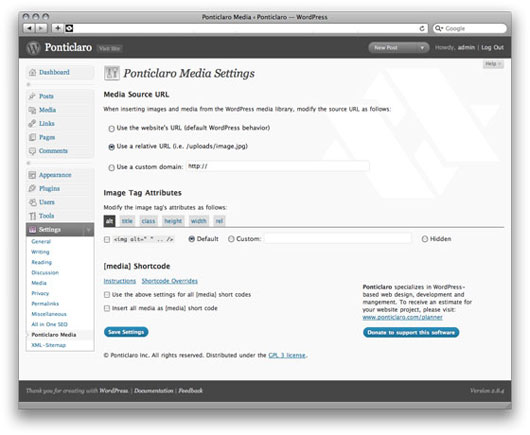 Ponticlaro Media ‹ Ponticlaro — WordPress
Google
Ponticlaro Visit Site
New Post
Howdy, admin | Log Out
Help
Dashboard
Posts
Media
Links
Pages
Comments
Appearance
Plugins
Users
Tools
Settings
General
Writing
Reading
Discussion
Media
Privacy
Permalinks
Miscellaneous
All in One SEO
Ponticlaro Media
XML-Sitemap
Ponticlaro Media Settings
Media Source URL
When inserting images and media from the WordPress media library, modify the source URL as follows:
Use the website's URL (default WordPress behavior)
Use a relative URL (i.e. /uploads/image.jpg)
Use a custom domain: http://
Image Tag Attributes
Modify the image tag's attributes as follows:
alt title class height width rel
<img alt=" " .. /> Default Custom: Hidden
[media] Shortcode
Instructions Shortcode Overrides
Use the above settings for all [media] short codes
Insert all media as [media] short code
Save Settings
Ponticlaro specializes in WordPress-
based web design, development and
mangement. To receive an estimate for
your website project, please visit:
www.ponticlaro.com/planner
Donate to support this software
© Ponticlaro Inc. All rights reserved. Distributed under the GPL 3 license.
Thank you for creating with WordPress | Documentation | Feedback
Version 2.8.4